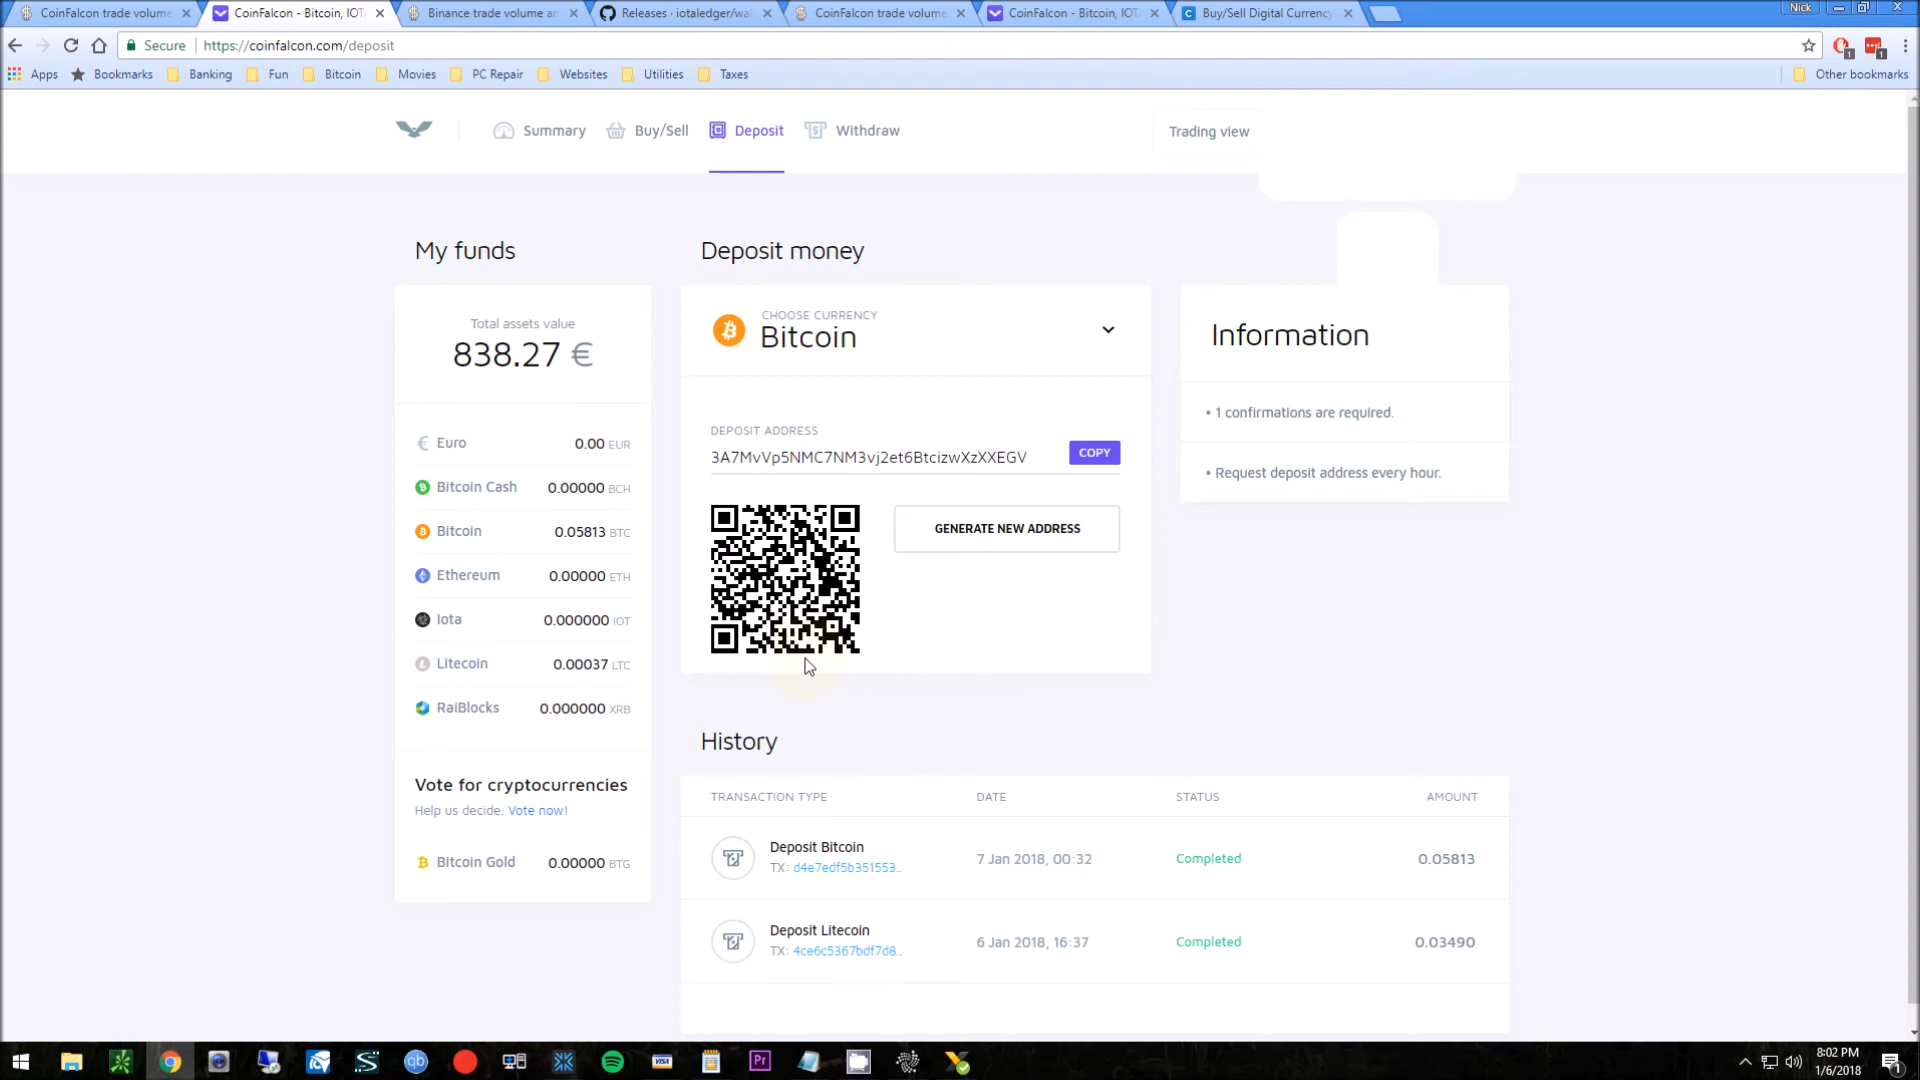 CoinFalcon trade volume
CoinFalcon - Bitcoin, IOT
Binance trade volume an
Releases · iotaledger/wal
CoinFalcon trade volume
CoinFalcon - Bitcoin, IOT
Buy/Sell Digital Currency
Nick
Secure
https://coinfalcon.com/deposit
1
1
Apps
Bookmarks
Banking
Fun
Bitcoin
Movies
PC Repair
Websites
Utilities
Taxes
Other bookmarks
Summary
Buy/Sell
Deposit
Withdraw
Trading view
My funds
Total assets value
838.27 €
Euro 0.00 EUR
Bitcoin Cash 0.00000 BCH
Bitcoin 0.05813 BTC
Ethereum 0.00000 ETH
Iota 0.000000 IOT
Litecoin 0.00037 LTC
RaiBlocks 0.000000 XRB
Vote for cryptocurrencies
Help us decide. Vote now!
Bitcoin Gold 0.00000 BTG
Deposit money
CHOOSE CURRENCY
Bitcoin
DEPOSIT ADDRESS
3A7MvVp5NMC7NM3vj2et6BtcizwXzXXEGV
COPY
GENERATE NEW ADDRESS
Information
• 1 confirmations are required.
• Request deposit address every hour.
History
TRANSACTION TYPE DATE STATUS AMOUNT
Deposit Bitcoin
TX: d4e7edf5b351553..
7 Jan 2018, 00:32 Completed 0.05813
Deposit Litecoin
TX: 4ce6c5367bdf7d8..
6 Jan 2018, 16:37 Completed 0.03490
qb
VISA
Pr
8:02 PM
1/6/2018
1